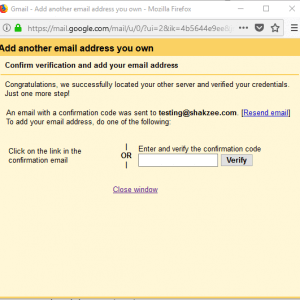 Gmail - Add another email address you own - Mozilla Firefox
https://mail.google.com/mail/u/0/?ui=2&ik=4b5644e9ee&
Add another email address you own
Confirm verification and add your email address
Congratulations, we successfully located your other server and verified your credentials.
Just one more step!
An email with a confirmation code was sent to testing@shakzee.com. [Resend email]
To add your email address, do one of the following:
Click on the link in the
confirmation email
|
OR
|
Enter and verify the confirmation code
Verify
Close window